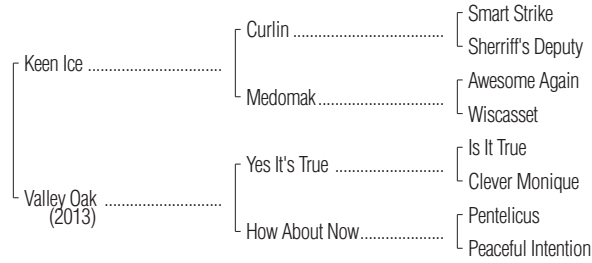 Smart Strike
Curlin
Sherriff's Deputy
Keen Ice
Awesome Again
Medomak
Wiscasset
Is It True
Yes It's True
Clever Monique
Valley Oak
(2013)
Pentelicus
How About Now
Peaceful Intention